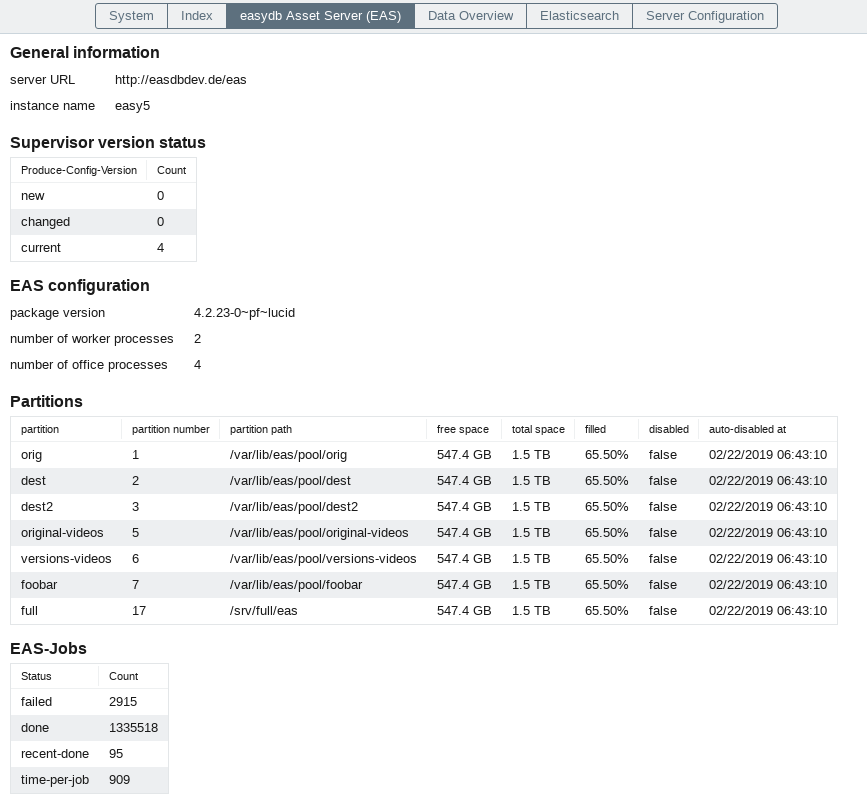 System Index easydb Asset Server (EAS) Data Overview Elasticsearch Server Configuration
General information
server URL http://easdbdev.de/eas
instance name easy5
Supervisor version status
Produce-Config-Version Count
new 0
changed 0
current 4
EAS configuration
package version 4.2.23-0~pf~lucid
number of worker processes 2
number of office processes 4
Partitions
partition partition number partition path free space total space filled disabled auto-disabled at
orig 1 /var/lib/eas/pool/orig 547.4 GB 1.5 TB 65.50% false 02/22/2019 06:43:10
dest 2 /var/lib/eas/pool/dest 547.4 GB 1.5 TB 65.50% false 02/22/2019 06:43:10
dest2 3 /var/lib/eas/pool/dest2 547.4 GB 1.5 TB 65.50% false 02/22/2019 06:43:10
original-videos 5 /var/lib/eas/pool/original-videos 547.4 GB 1.5 TB 65.50% false 02/22/2019 06:43:10
versions-videos 6 /var/lib/eas/pool/versions-videos 547.4 GB 1.5 TB 65.50% false 02/22/2019 06:43:10
foobar 7 /var/lib/eas/pool/foobar 547.4 GB 1.5 TB 65.50% false 02/22/2019 06:43:10
full 17 /srv/full/eas 547.4 GB 1.5 TB 65.50% false 02/22/2019 06:43:10
EAS-Jobs
Status Count
failed 2915
done 1335518
recent-done 95
time-per-job 909